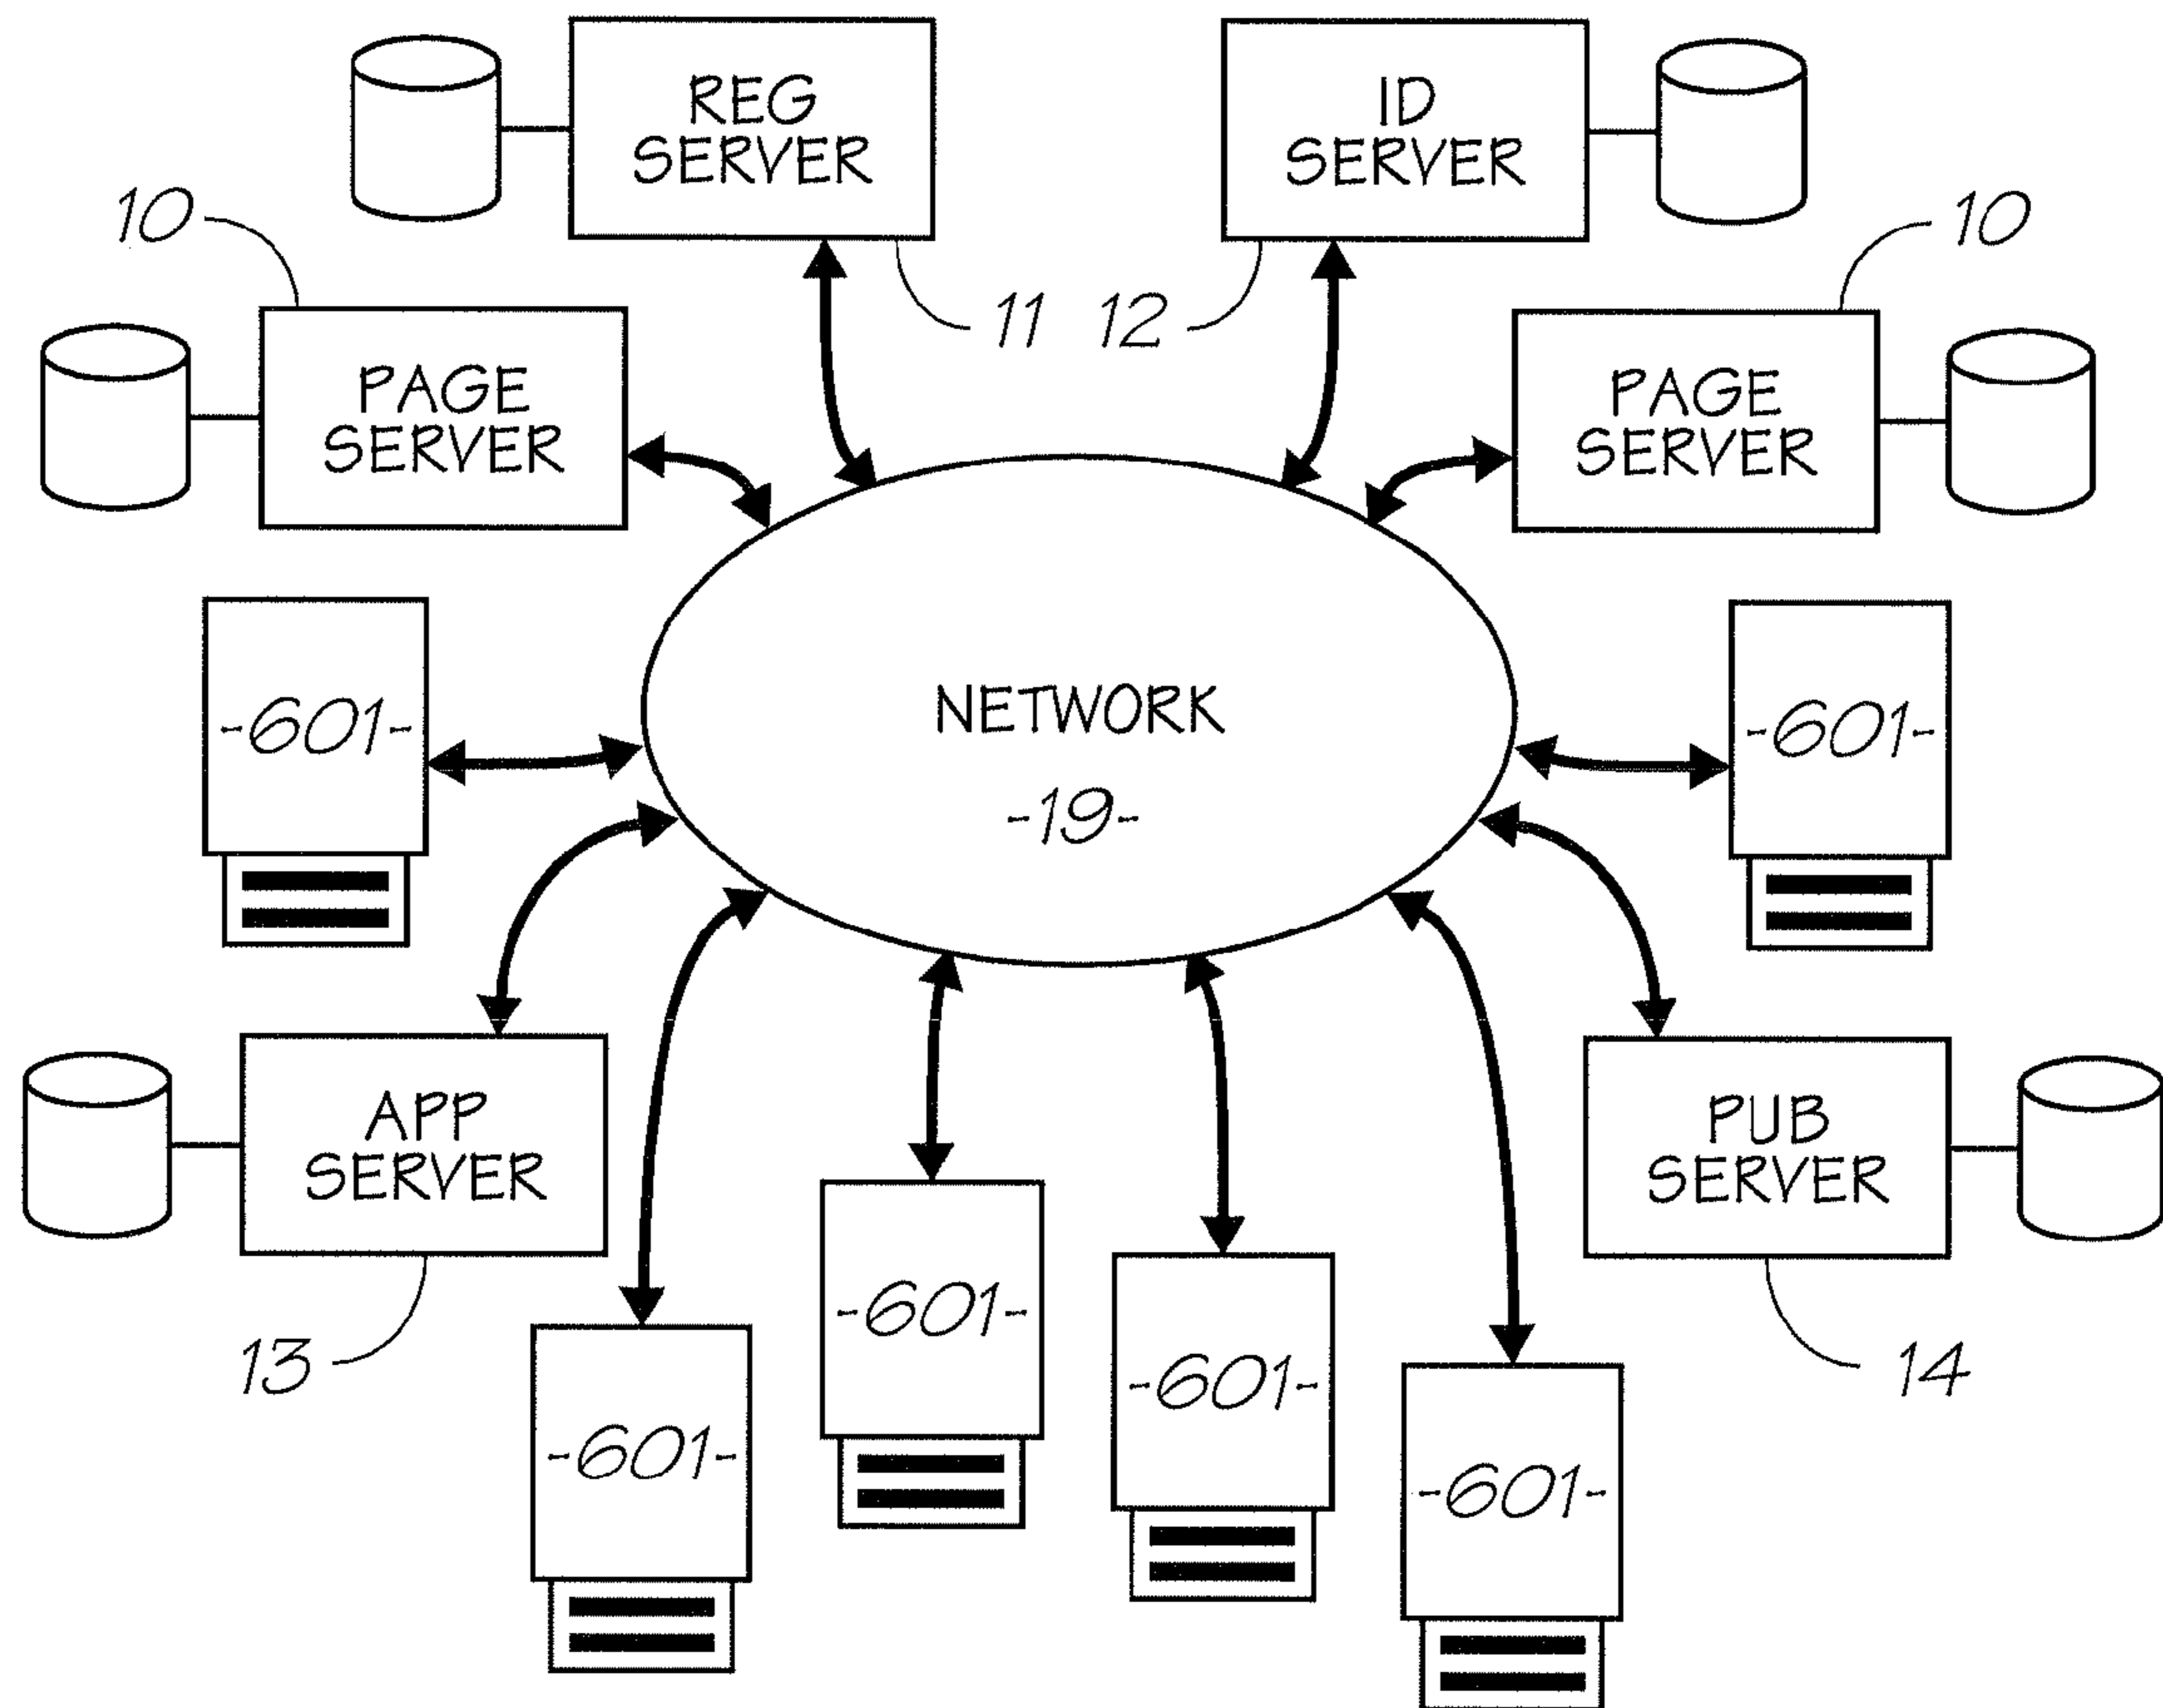 REG
SERVER
ID
SERVER
10
10
11
12
PAGE
SERVER
PAGE
SERVER
-601-
NETWORK
-19-
-601-
APP
SERVER
PUB
SERVER
13
-601-
-601-
-601-
-601-
14